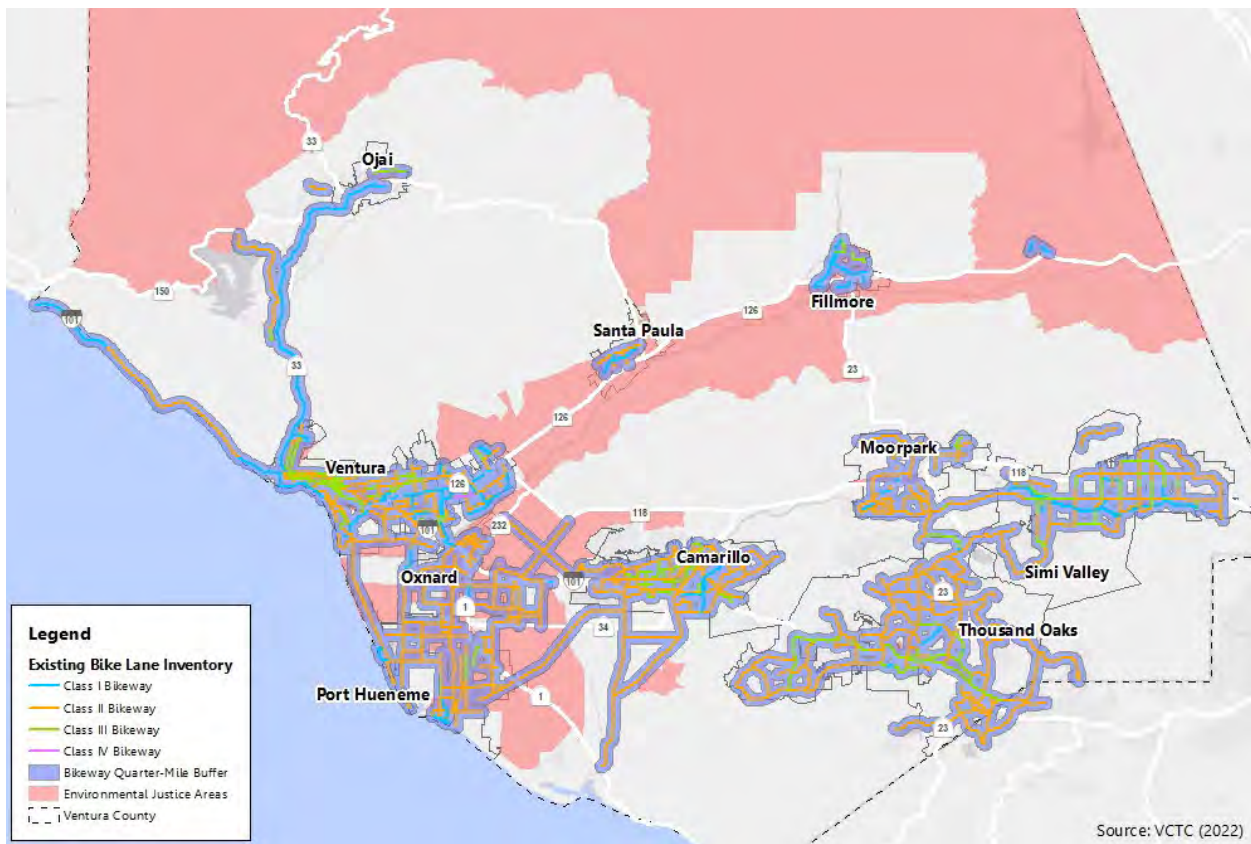 33
Ojai
150
101
Fillmore
126
Santa Paula
23
33
126
Moorpark
Ventura
118
126
118
232
101
Camarillo
Oxnard
101
Simi Valley
23
1
34
Thousand Oaks
Port Hueneme
1
23
Legend
Existing Bike Lane Inventory
Class I Bikeway
Class II Bikeway
Class III Bikeway
Class IV Bikeway
Bikeway Quarter-Mile Buffer
Environmental Justice Areas
Ventura County
Source: VCTC (2022)